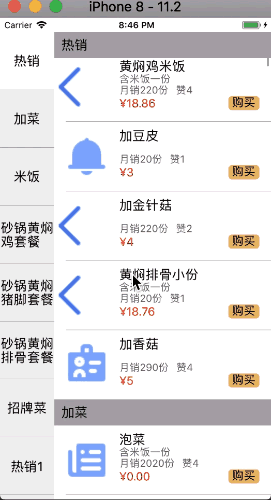 iPhone 8 - 11.2
Carrier
8:46 PM
热销
加菜
米饭
砂锅黄焖
鸡套餐
砂锅黄焖
猪脚套餐
砂锅黄焖
排骨套餐
招牌菜
热销1
热销
黄焖鸡米饭
含米饭一份
月销220份 赞4
¥18.86
购买
加豆皮
月销20份 赞1
¥3
购买
加金针菇
月销220份 赞2
¥4
购买
黄焖排骨小份
含米饭一份
月销20份 赞1
¥18.76
购买
加香菇
月销290份 赞4
¥5
购买
加菜
泡菜
含米饭一份
月销2020份 赞4
¥0.00
购买